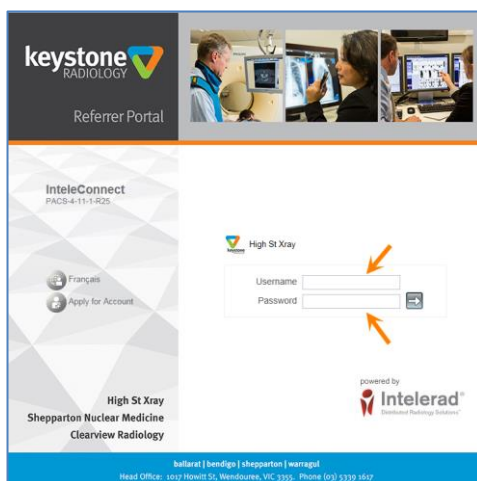 keystone
RADIOLOGY
Referrer Portal
InteleConnect
PACS-4-11-1-R25
High St Xray
Username
Password
Français
Apply for Account
powered by
Intelerad®
Distributed Radiology Solutions™
High St Xray
Shepparton Nuclear Medicine
Clearview Radiology
ballarat | bendigo | shepparton | warragul
Head Office: 1017 Howitt St, Wendouree, VIC 3355. Phone (03) 5339 1617